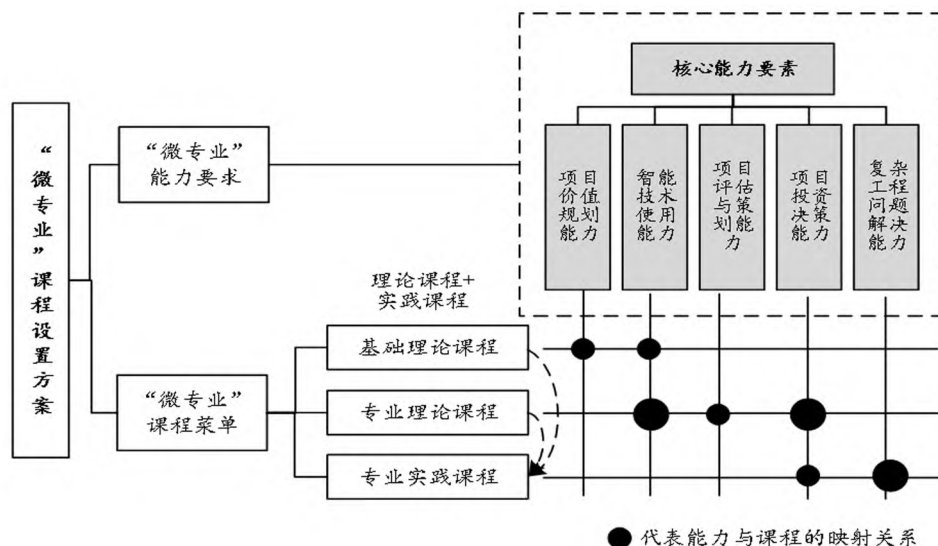 核心能力要素
“微专业”课程设置方案
“微专业”
能力要求
项目
价值
规划
能力
智能
技术
使用
能力
项目
评估
与策
划能
力
项目
投资
决策
能力
复杂
工程
问题
解决
能力
理论课程+
实践课程
基础理论课程
“微专业”
课程菜单
专业理论课程
专业实践课程
代表能力与课程的映射关系